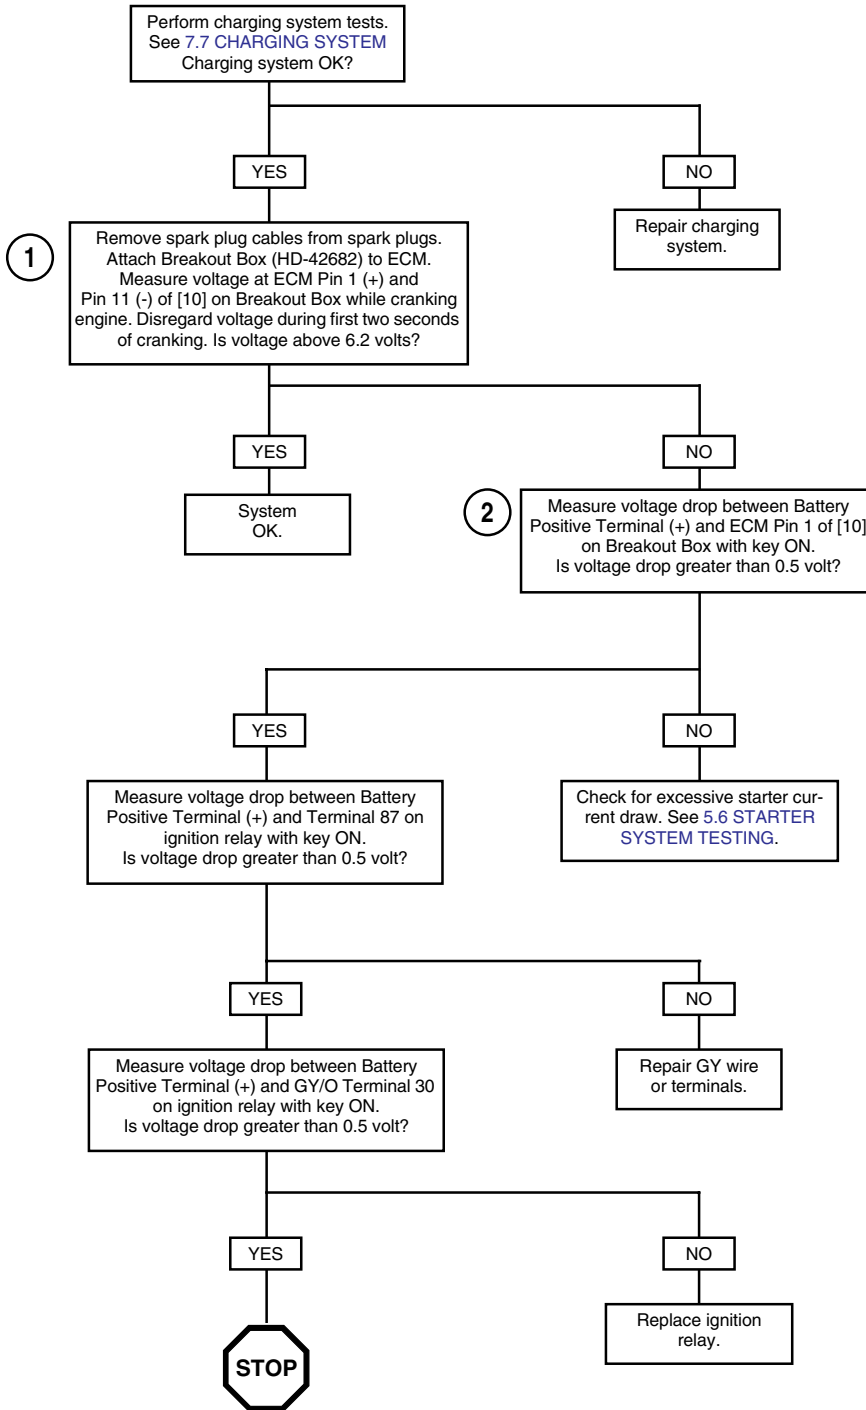 Perform charging system tests.
See 7.7 CHARGING SYSTEM
Charging system OK?
YES
NO
1
Remove spark plug cables from spark plugs.
Attach Breakout Box (HD-42682) to ECM.
Measure voltage at ECM Pin 1 (+) and
Pin 11 (-) of [10] on Breakout Box while cranking
engine. Disregard voltage during first two seconds
of cranking. Is voltage above 6.2 volts?
Repair charging
system.
YES
NO
System
OK.
2
Measure voltage drop between Battery
Positive Terminal (+) and ECM Pin 1 of [10]
on Breakout Box with key ON.
Is voltage drop greater than 0.5 volt?
YES
NO
Measure voltage drop between Battery
Positive Terminal (+) and Terminal 87 on
ignition relay with key ON.
Is voltage drop greater than 0.5 volt?
Check for excessive starter cur-
rent draw. See 5.6 STARTER
SYSTEM TESTING.
YES
NO
Measure voltage drop between Battery
Positive Terminal (+) and GY/O Terminal 30
on ignition relay with key ON.
Is voltage drop greater than 0.5 volt?
Repair GY wire
or terminals.
YES
NO
STOP
Replace ignition
relay.